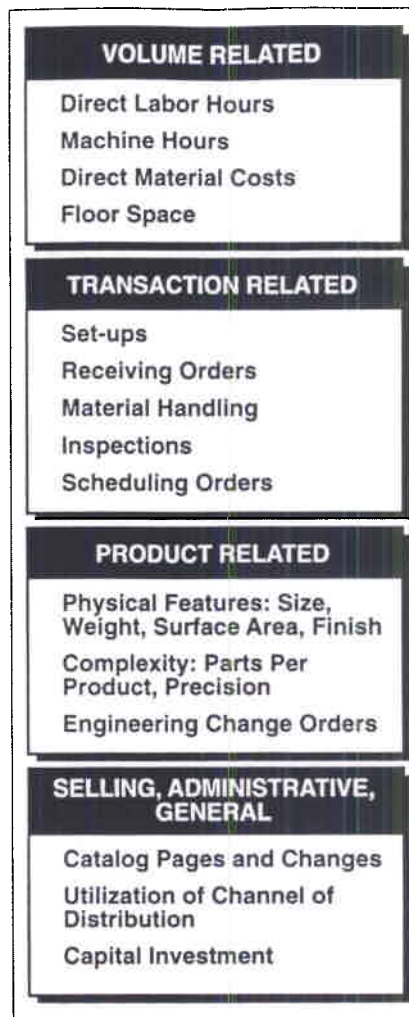 VOLUME RELATED
Direct Labor Hours
Machine Hours
Direct Material Costs
Floor Space
TRANSACTION RELATED
Set-ups
Receiving Orders
Material Handling
Inspections
Scheduling Orders
PRODUCT RELATED
Physical Features: Size,
Weight, Surface Area, Finish
Complexity: Parts Per
Product, Precision
Engineering Change Orders
SELLING, ADMINISTRATIVE,
GENERAL
Catalog Pages and Changes
Utilization of Channel of
Distribution
Capital Investment